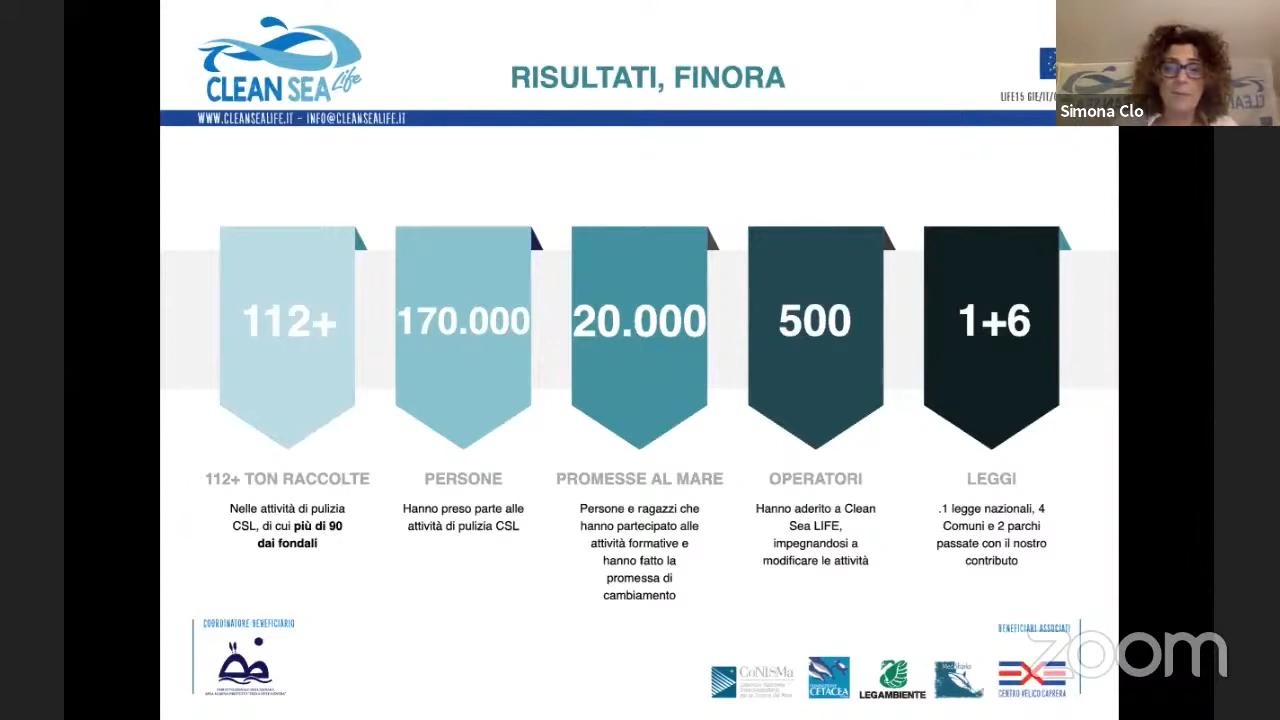 CLEAN SEA Life
RISULTATI, FINORA
LIFE15 GIE/IT/
Simona Clo
WWW.CLEANSEALIFE.IT - INFO@CLEANSEALIFE.IT
112+
170.000
20.000
500
1+6
112+ TON RACCOLTE
Nelle attività di pulizia
CSL, di cui più di 90
dai fondali
PERSONE
Hanno preso parte alle
attività di pulizia CSL
PROMESSE AL MARE
Persone e ragazzi che
hanno partecipato alle
attività formative e
hanno fatto la
promessa di
cambiamento
OPERATORI
Hanno aderito a Clean
Sea LIFE,
impegnandosi a
modificare le attività
LEGGI
.1 legge nazionali, 4
Comuni e 2 parchi
passate con il nostro
contributo
COORDINATORE BENEFICIARIO
BENEFICIARI ASSOCIATI
zoom
CoNISMa
CETACEA
LEGAMBIENTE
MedSharks
CENTRO VELICO CAPRERA